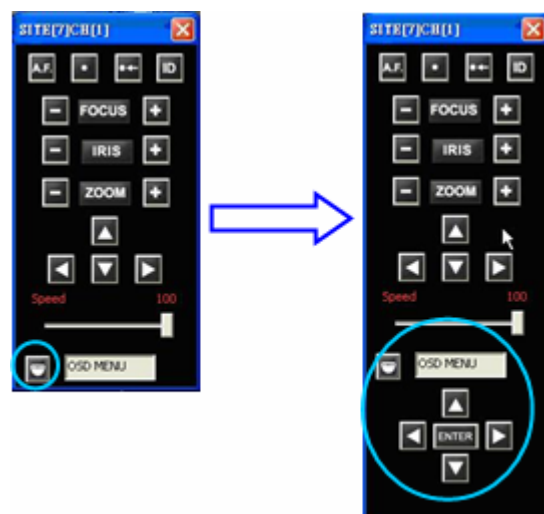 SITE[7]CH[1]
A.F. ID
- FOCUS +
- IRIS +
- ZOOM +
Speed 100
OSD MENU
SITE[7]CH[1]
A.F. ID
- FOCUS +
- IRIS +
- ZOOM +
Speed 100
OSD MENU
ENTER